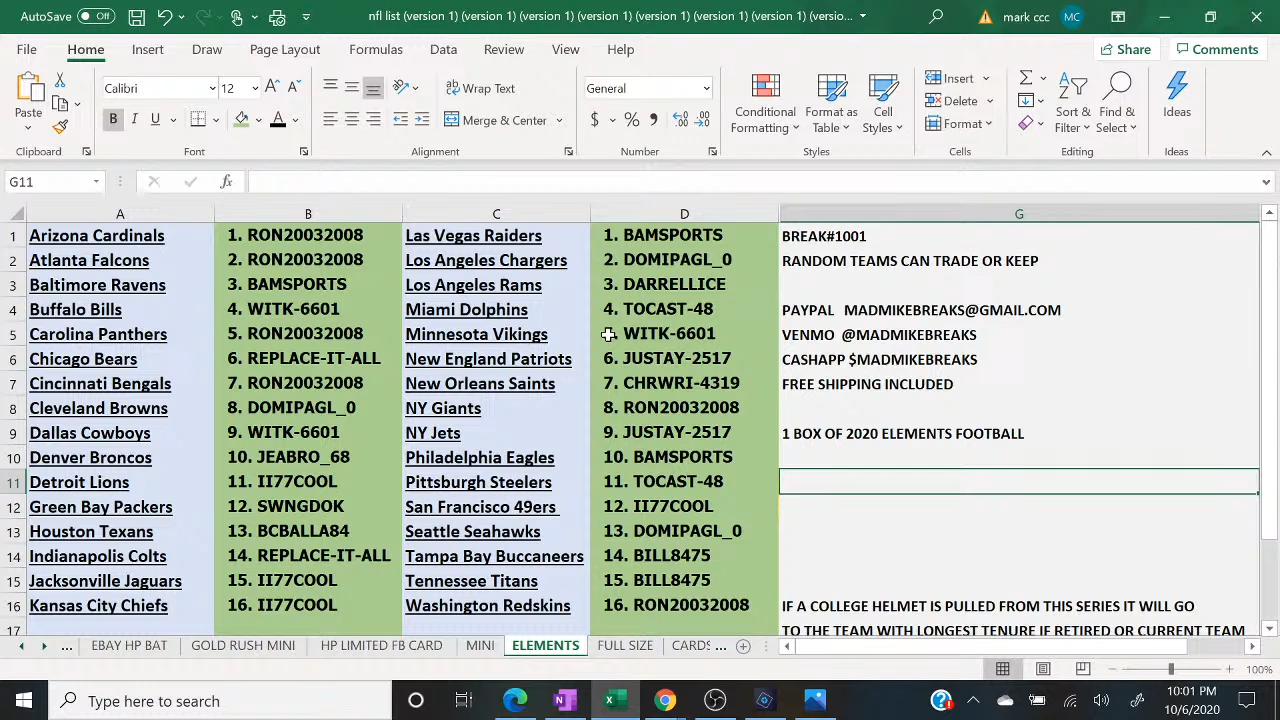 AutoSave Off nfl list (version 1) (version 1) (version 1) (version 1) (version 1) (version 1) (versio... mark ccc MC
File Home Insert Draw Page Layout Formulas Data Review View Help Share Comments
Paste Calibri 12 Wrap Text General Conditional Formatting Format as Table Cell Styles Insert Sort & Filter Find & Select Ideas
B I U Merge & Center $ % Delete
Format
Clipboard Font Alignment Number Styles Cells Editing Ideas
G11 fx
A B C D G
1 Arizona Cardinals 1. RON20032008 Las Vegas Raiders 1. BAMSPORTS BREAK#1001
2 Atlanta Falcons 2. RON20032008 Los Angeles Chargers 2. DOMIPAGL_0 RANDOM TEAMS CAN TRADE OR KEEP
3 Baltimore Ravens 3. BAMSPORTS Los Angeles Rams 3. DARRELLICE
4 Buffalo Bills 4. WITK-6601 Miami Dolphins 4. TOCAST-48 PAYPAL MADMIKEBREAKS@GMAIL.COM
5 Carolina Panthers 5. RON20032008 Minnesota Vikings WITK-6601 VENMO @MADMIKEBREAKS
6 Chicago Bears 6. REPLACE-IT-ALL New England Patriots 6. JUSTAY-2517 CASHAPP $MADMIKEBREAKS
7 Cincinnati Bengals 7. RON20032008 New Orleans Saints 7. CHRWRI-4319 FREE SHIPPING INCLUDED
8 Cleveland Browns 8. DOMIPAGL_0 NY Giants 8. RON20032008
9 Dallas Cowboys 9. WITK-6601 NY Jets 9. JUSTAY-2517 1 BOX OF 2020 ELEMENTS FOOTBALL
10 Denver Broncos 10. JEABRO_68 Philadelphia Eagles 10. BAMSPORTS
11 Detroit Lions 11. II77COOL Pittsburgh Steelers 11. TOCAST-48
12 Green Bay Packers 12. SWNGDOK San Francisco 49ers 12. II77COOL
13 Houston Texans 13. BCBALLA84 Seattle Seahawks 13. DOMIPAGL_0
14 Indianapolis Colts 14. REPLACE-IT-ALL Tampa Bay Buccaneers 14. BILL8475
15 Jacksonville Jaguars 15. II77COOL Tennessee Titans 15. BILL8475
16 Kansas City Chiefs 16. II77COOL Washington Redskins 16. RON20032008 IF A COLLEGE HELMET IS PULLED FROM THIS SERIES IT WILL GO
17 TO THE TEAM WITH LONGEST TENURE IF RETIRED OR CURRENT TEAM
... EBAY HP BAT GOLD RUSH MINI HP LIMITED FB CARD MINI ELEMENTS FULL SIZE CARDS ...
100%
Type here to search 10:01 PM
10/6/2020